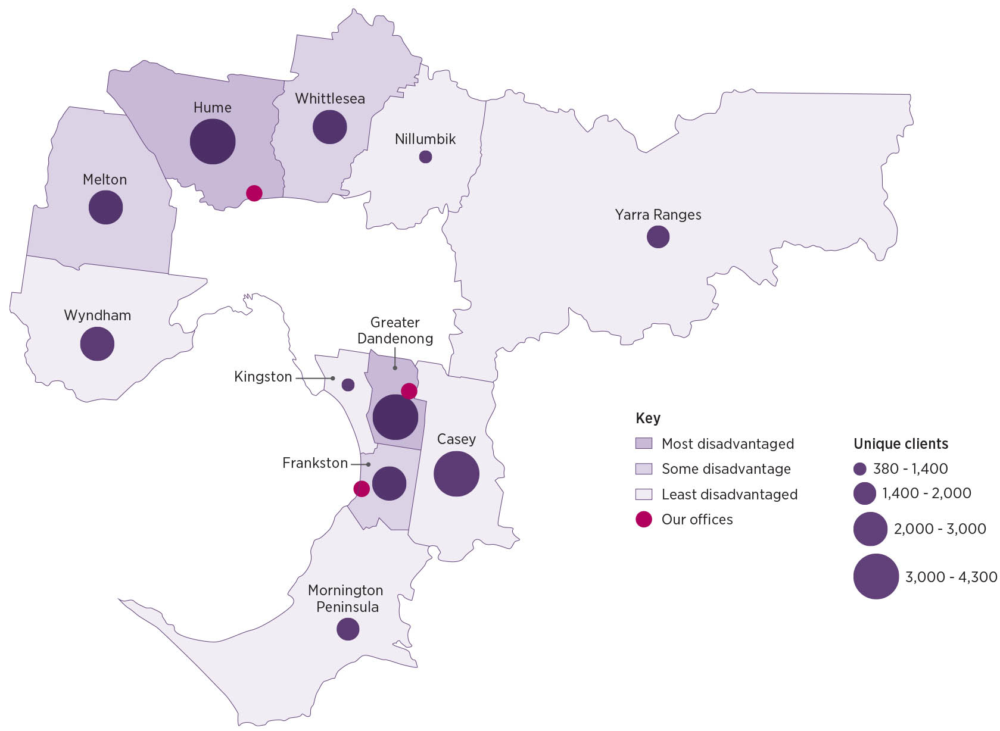 Whittlesea
Hume
Nillumbik
Melton
Yarra Ranges
Wyndham
Greater
Dandenong
Kingston
Casey
Frankston
Mornington
Peninsula
Key
Most disadvantaged
Some disadvantage
Least disadvantaged
Our offices
Unique clients
380 - 1,400
1,400 - 2,000
2,000 - 3,000
3,000 - 4,300